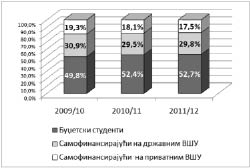 100,0%
90,0%
80,0%
70,0%
60,0%
50,0%
40,0%
30,0%
20,0%
10,0%
0,0%
19,3% 18,1% 17,5%
30,9% 29,5% 29,8%
49,8% 52,4% 52,7%
2009/10 2010/11 2011/12
Буџетски студенти
Самофинансирајући на државним ВШУ
Самофинансирајући на приватним ВШУ